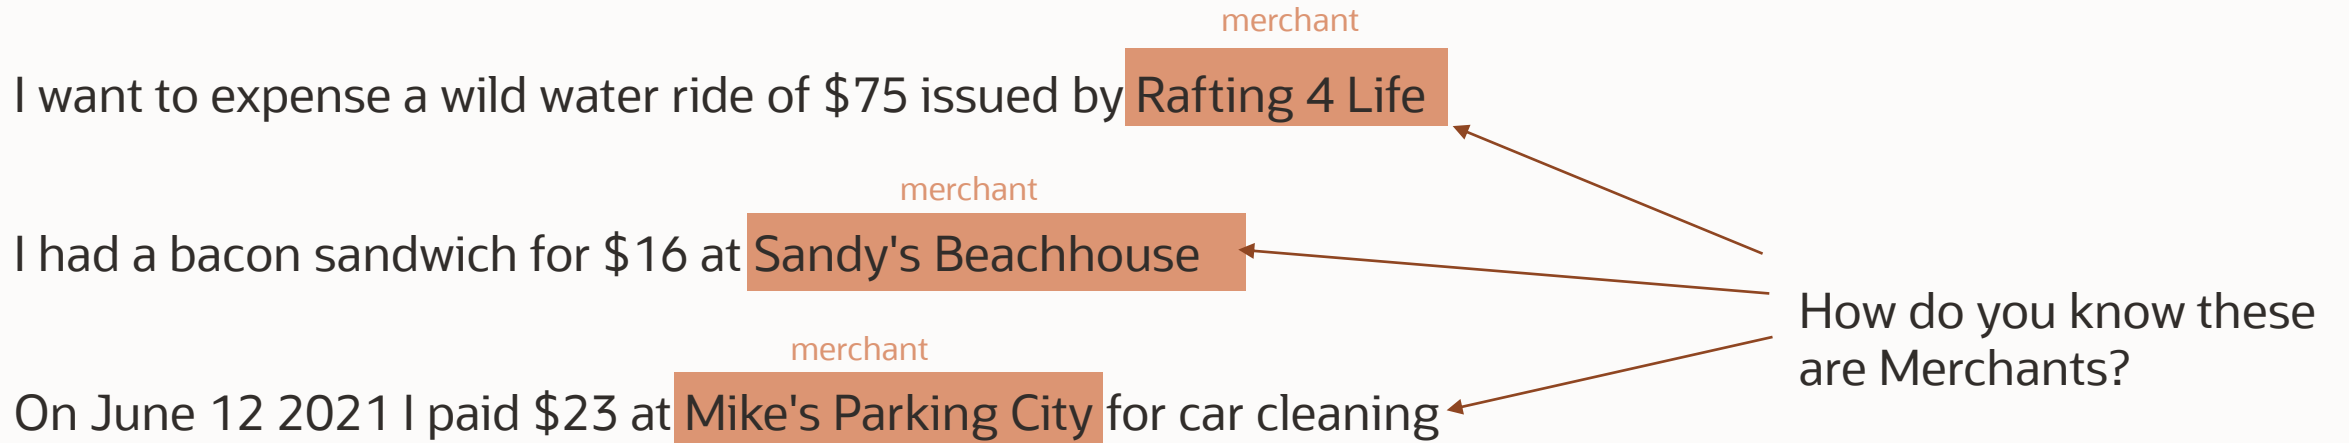 merchant
I want to expense a wild water ride of $75 issued by Rafting 4 Life
merchant
I had a bacon sandwich for $16 at Sandy's Beachhouse
merchant
On June 12 2021 I paid $23 at Mike's Parking City for car cleaning
How do you know these
are Merchants?